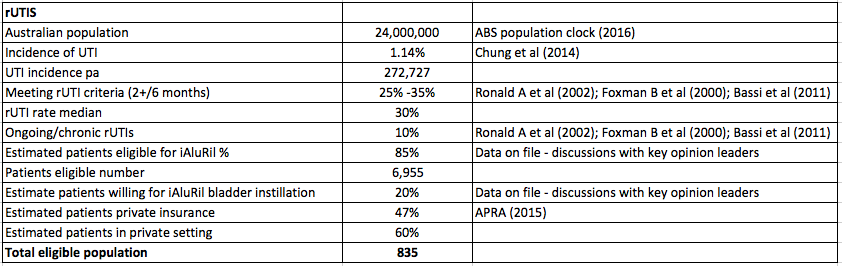 rUTIS
Australian population 24,000,000 ABS population clock (2016)
Incidence of UTI 1.14% Chung et al (2014)
UTI incidence pa 272,727
Meeting rUTI criteria (2+/6 months) 25% -35% Ronald A et al (2002); Foxman B et al (2000); Bassi et al (2011)
rUTI rate median 30%
Ongoing/chronic rUTIs 10% Ronald A et al (2002); Foxman B et al (2000); Bassi et al (2011)
Estimated patients eligible for iAluRil % 85% Data on file - discussions with key opinion leaders
Patients eligible number 6,955
Estimate patients willing for iAluRil bladder instillation 20% Data on file - discussions with key opinion leaders
Estimated patients private insurance 47% APRA (2015)
Estimated patients in private setting 60%
Total eligible population 835